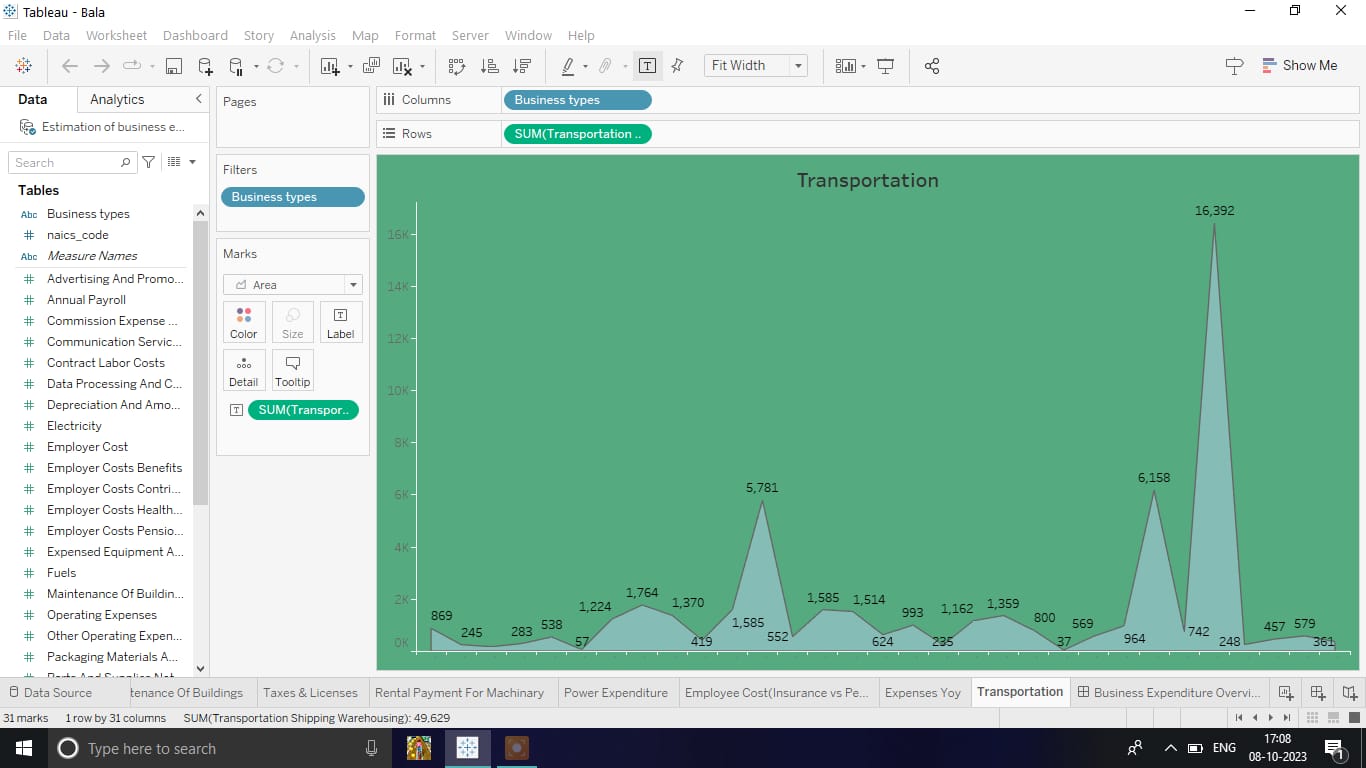 Tableau - Bala
File Data Worksheet Dashboard Story Analysis Map Format Server Window Help
Fit Width
Show Me
Data Analytics
Estimation of business e...
Search
Tables
Abc Business types
# naics_code
Abc Measure Names
# Advertising And Promo...
# Annual Payroll
# Commission Expense ...
# Communication Servic...
# Contract Labor Costs
# Data Processing And C...
# Depreciation And Amo...
# Electricity
# Employer Cost
# Employer Costs Benefits
# Employer Costs Contri...
# Employer Costs Health...
# Employer Costs Pensio...
# Expensed Equipment A...
# Fuels
# Maintenance Of Buildin...
# Operating Expenses
# Other Operating Expen...
# Packaging Materials A...
Pages
Filters
Business types
Marks
Area
Color Size Label
Detail Tooltip
SUM(Transpor..
Columns Business types
Rows SUM(Transportation ..
Transportation
16K
14K
12K
10K
8K
6K
4K
2K
0K
869
245
283
538
57
1,224
1,764
1,370
419
1,585
5,781
552
1,585
1,514
624
993
235
1,162
1,359
800
37
569
964
6,158
742
16,392
248
457
579
361
Data Source tenance Of Buildings Taxes & Licenses Rental Payment For Machinary Power Expenditure Employee Cost(Insurance vs Pe... Expenses Yoy Transportation Business Expenditure Overvi...
31 marks 1 row by 31 columns SUM(Transportation Shipping Warehousing): 49,629
Type here to search
ENG
17:08
08-10-2023
1